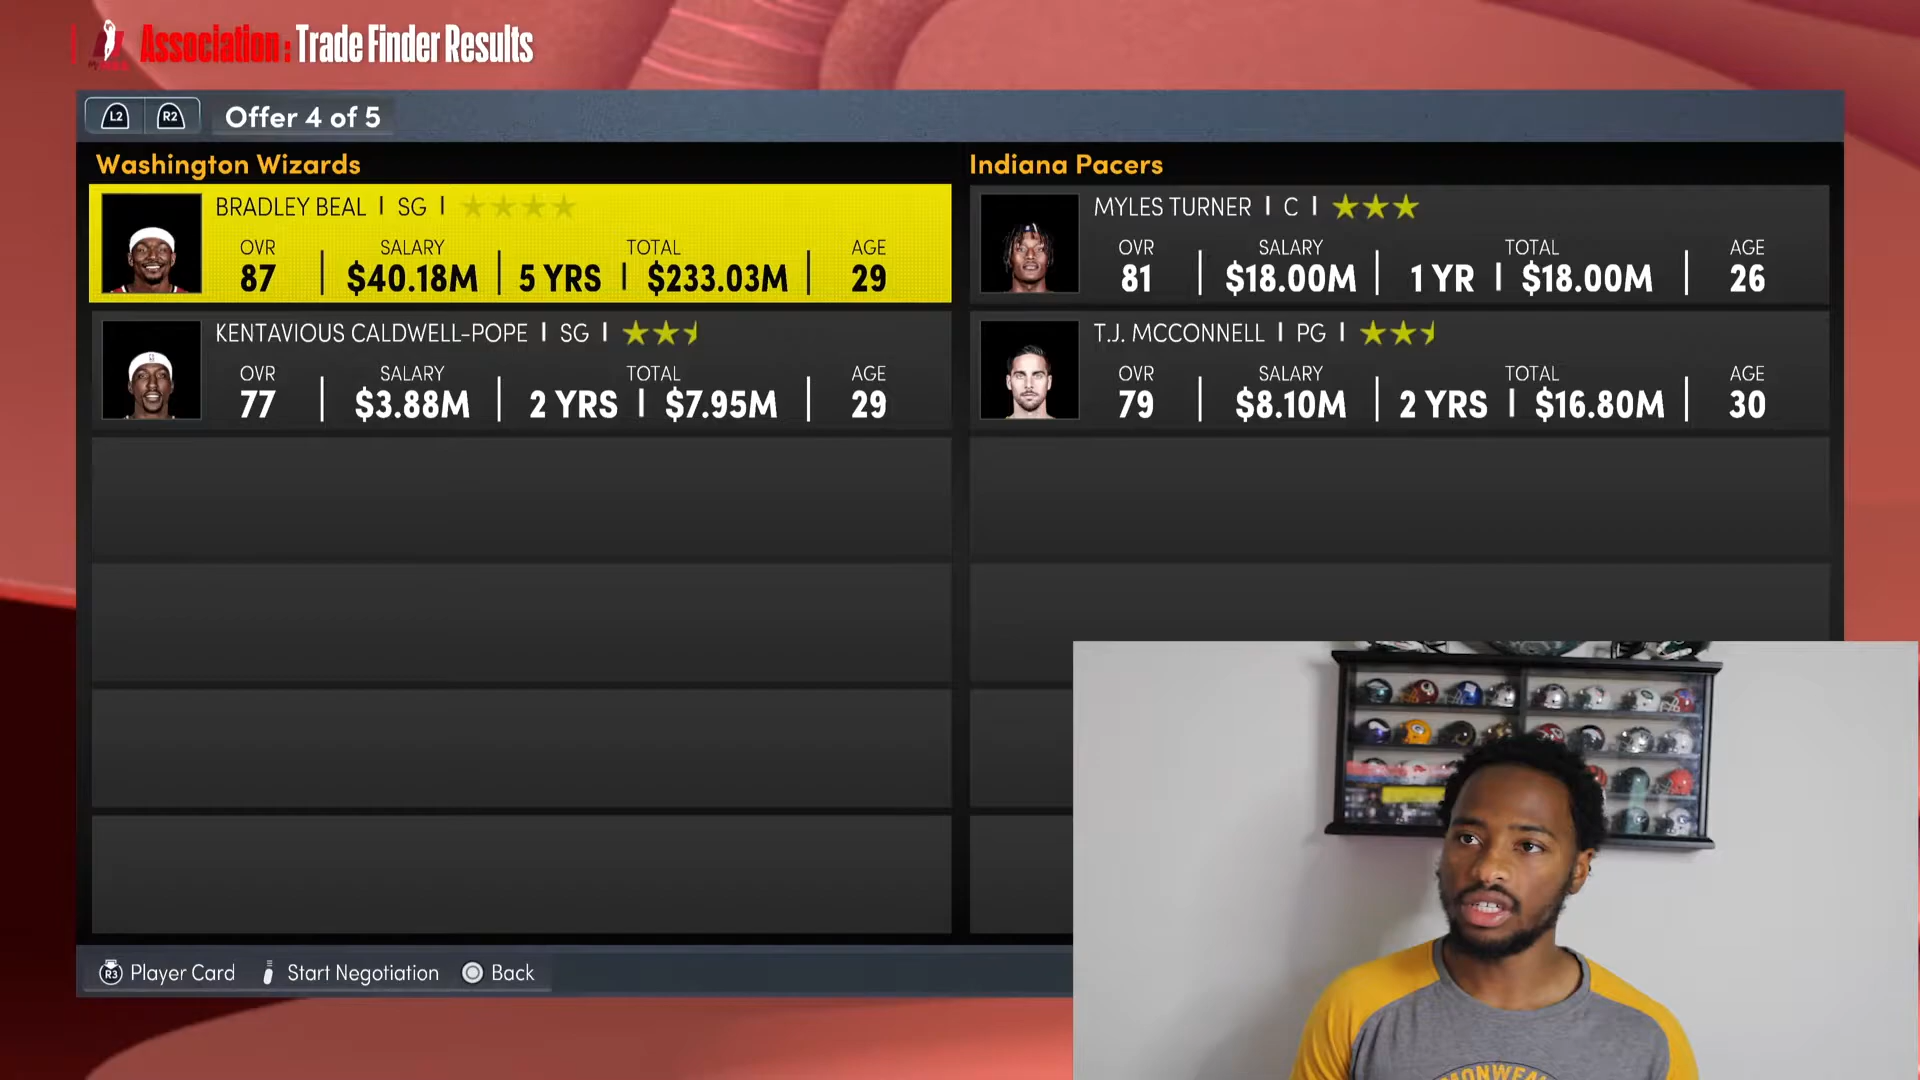 Association : Trade Finder Results
L2 R2 Offer 4 of 5
Washington Wizards
BRADLEY BEAL | SG |
OVR SALARY TOTAL AGE
87 | $40.18M | 5 YRS | $233.03M | 29
KENTAVIOUS CALDWELL-POPE | SG |
OVR SALARY TOTAL AGE
77 | $3.88M | 2 YRS | $7.95M | 29
Indiana Pacers
MYLES TURNER | C |
OVR SALARY TOTAL AGE
81 | $18.00M | 1 YR | $18.00M | 26
T.J. MCCONNELL | PG |
OVR SALARY TOTAL AGE
79 | $8.10M | 2 YRS | $16.80M | 30
R3 Player Card Start Negotiation Back